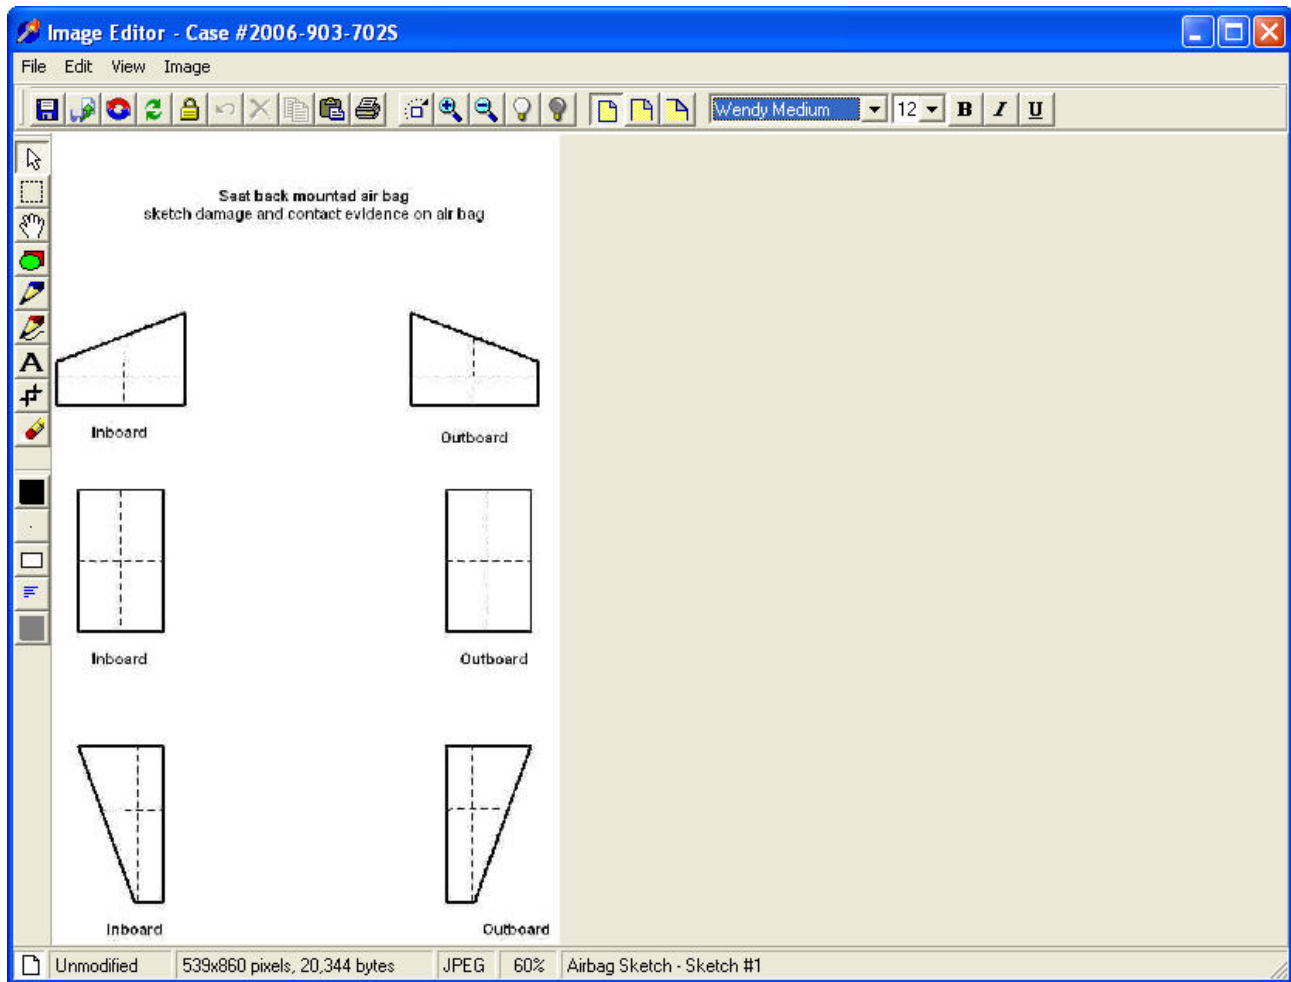 Image Editor - Case #2006-903-702S
File Edit View Image
Wendy Medium 12 B I U
Seat back mounted air bag
sketch damage and contact evidence on air bag
A
Inboard Outboard
Inboard Outboard
Inboard Outboard
Unmodified 539x860 pixels, 20,344 bytes JPEG 60% Airbag Sketch - Sketch #1